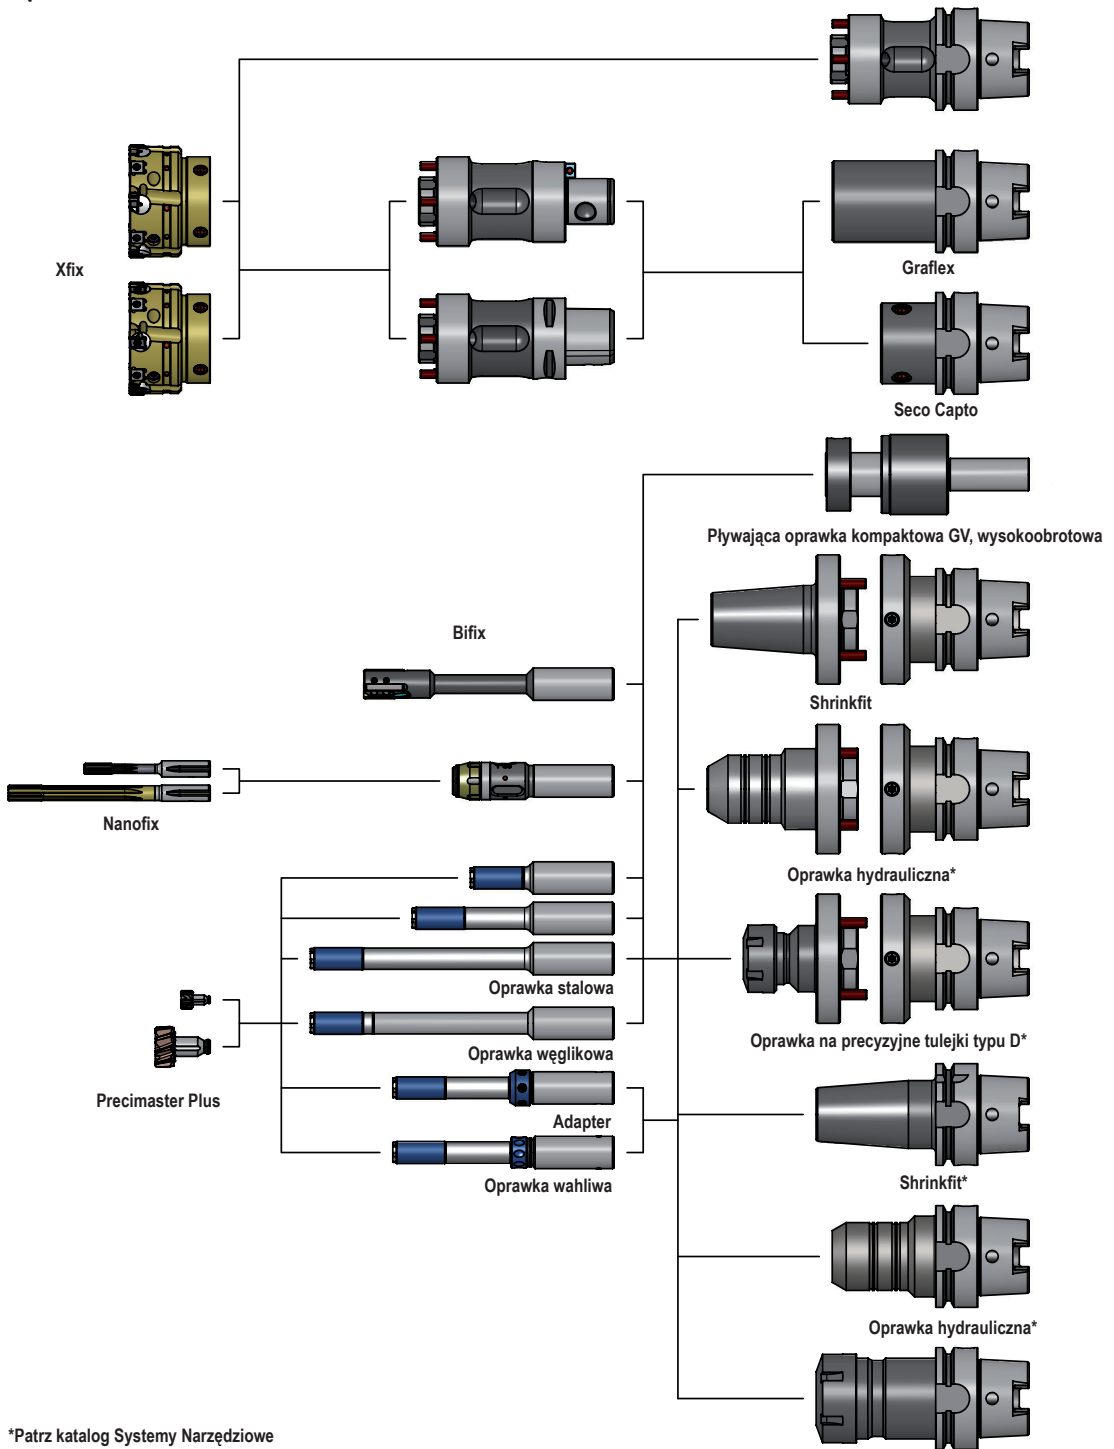 Xfix
Graflex
Seco Capto
Pływająca oprawka kompaktowa GV, wysokoobrotowa
Bifix
Shrinkfit
Nanofix
Oprawka hydrauliczna*
Oprawka stalowa
Oprawka na precyzyjne tulejki typu D*
Oprawka węglikowa
Precimaster Plus
Adapter
Oprawka wahliwa
Shrinkfit*
Oprawka hydrauliczna*
*Patrz katalog Systemy Narzędziowe